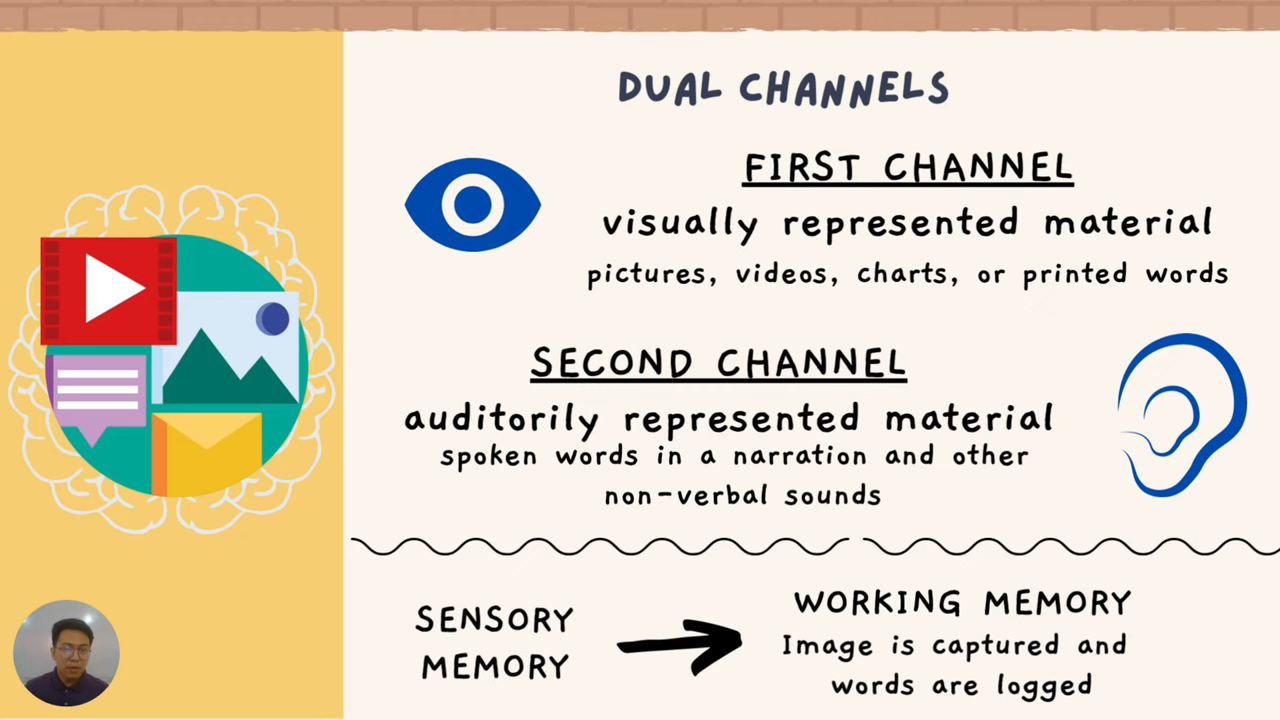 DUAL CHANNELS
FIRST CHANNEL
visually represented material
pictures, videos, charts, or printed words
SECOND CHANNEL
auditorily represented material
spoken words in a narration and other
non-verbal sounds
SENSORY
MEMORY
WORKING MEMORY
Image is captured and
words are logged